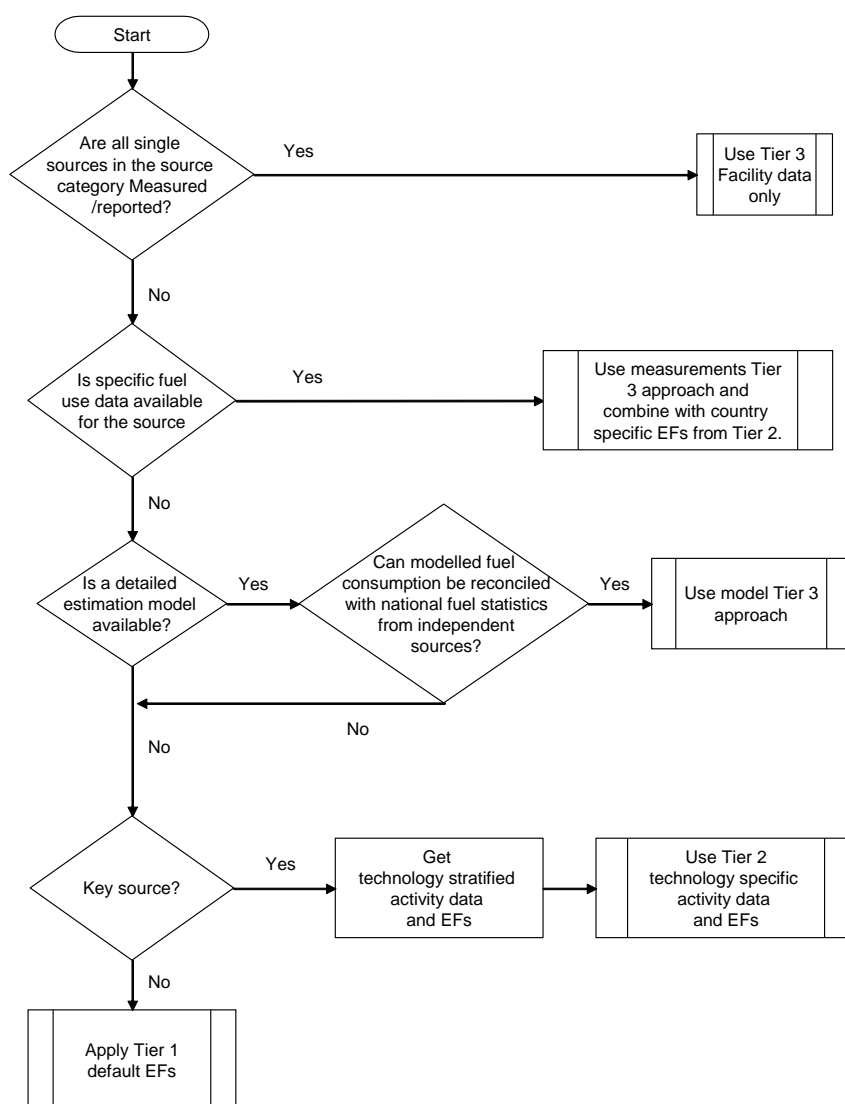 Start
Are all single
sources in the source
category Measured
/reported?
Yes
Use Tier 3
Facility data
only
No
Is specific fuel
use data available
for the source
Yes
Use measurements Tier
3 approach and
combine with country
specific EFs from Tier 2.
No
Is a detailed
estimation model
available?
Yes
Can modelled fuel
consumption be reconciled
with national fuel statistics
from independent
sources?
Yes
Use model Tier 3
approach
No
No
Key source?
Yes
Get
technology stratified
activity data
and EFs
Use Tier 2
technology specific
activity data
and EFs
No
Apply Tier 1
default EFs